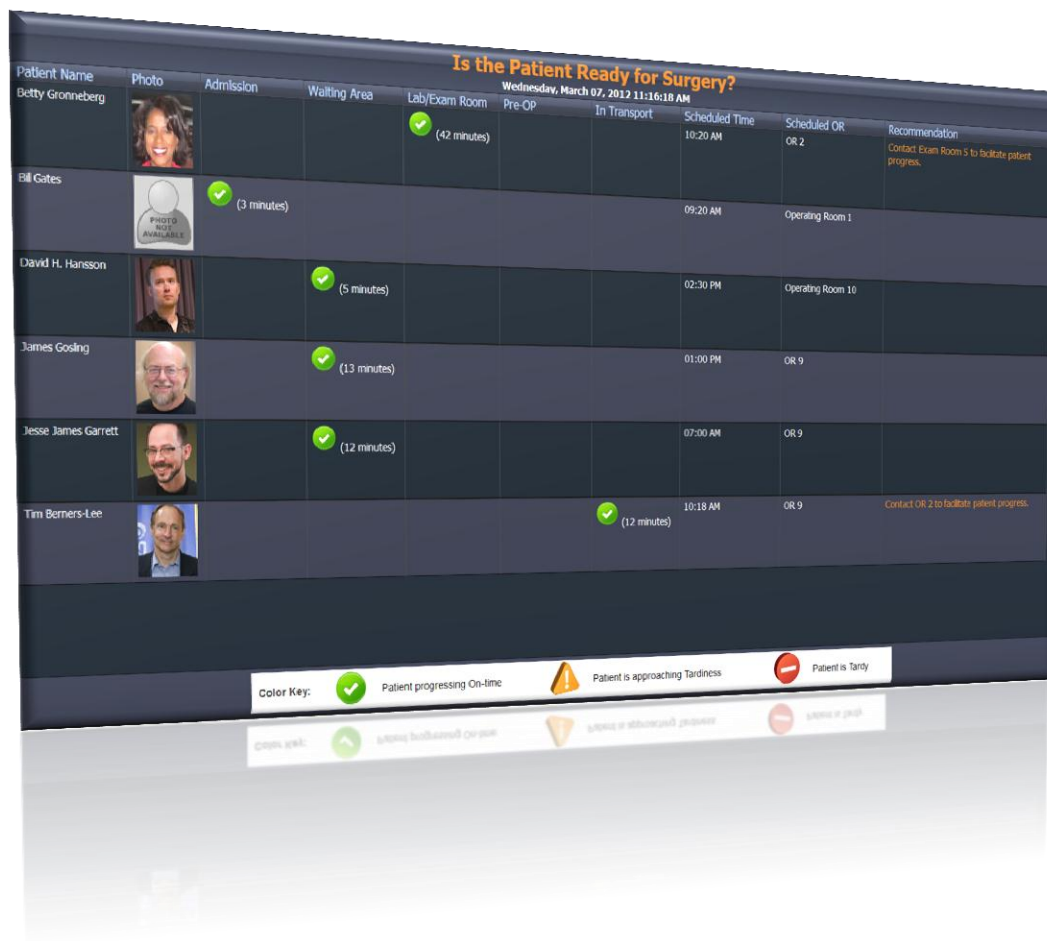 Is the Patient Ready for Surgery?
Wednesday, March 07, 2012 11:16:18 AM
Patient Name Photo Admission Waiting Area Lab/Exam Room Pre-OP In Transport Scheduled Time Scheduled OR Recommendation
Betty Gronneberg (42 minutes) 10:20 AM OR 2 Contact Exam Room 5 to facilitate patient
progress.
Bill Gates PHOTO (3 minutes) 09:20 AM Operating Room 1
NOT
AVAILABLE
David H. Hansson (5 minutes) 02:30 PM Operating Room 10
James Gosling (13 minutes) 01:00 PM OR 9
Jesse James Garrett (12 minutes) 07:00 AM OR 9
Tim Berners-Lee (12 minutes) 10:18 AM OR 9 Contact OR 2 to facilitate patient progress.
Color Key: Patient progressing On-time Patient is approaching Tardiness Patient is Tardy